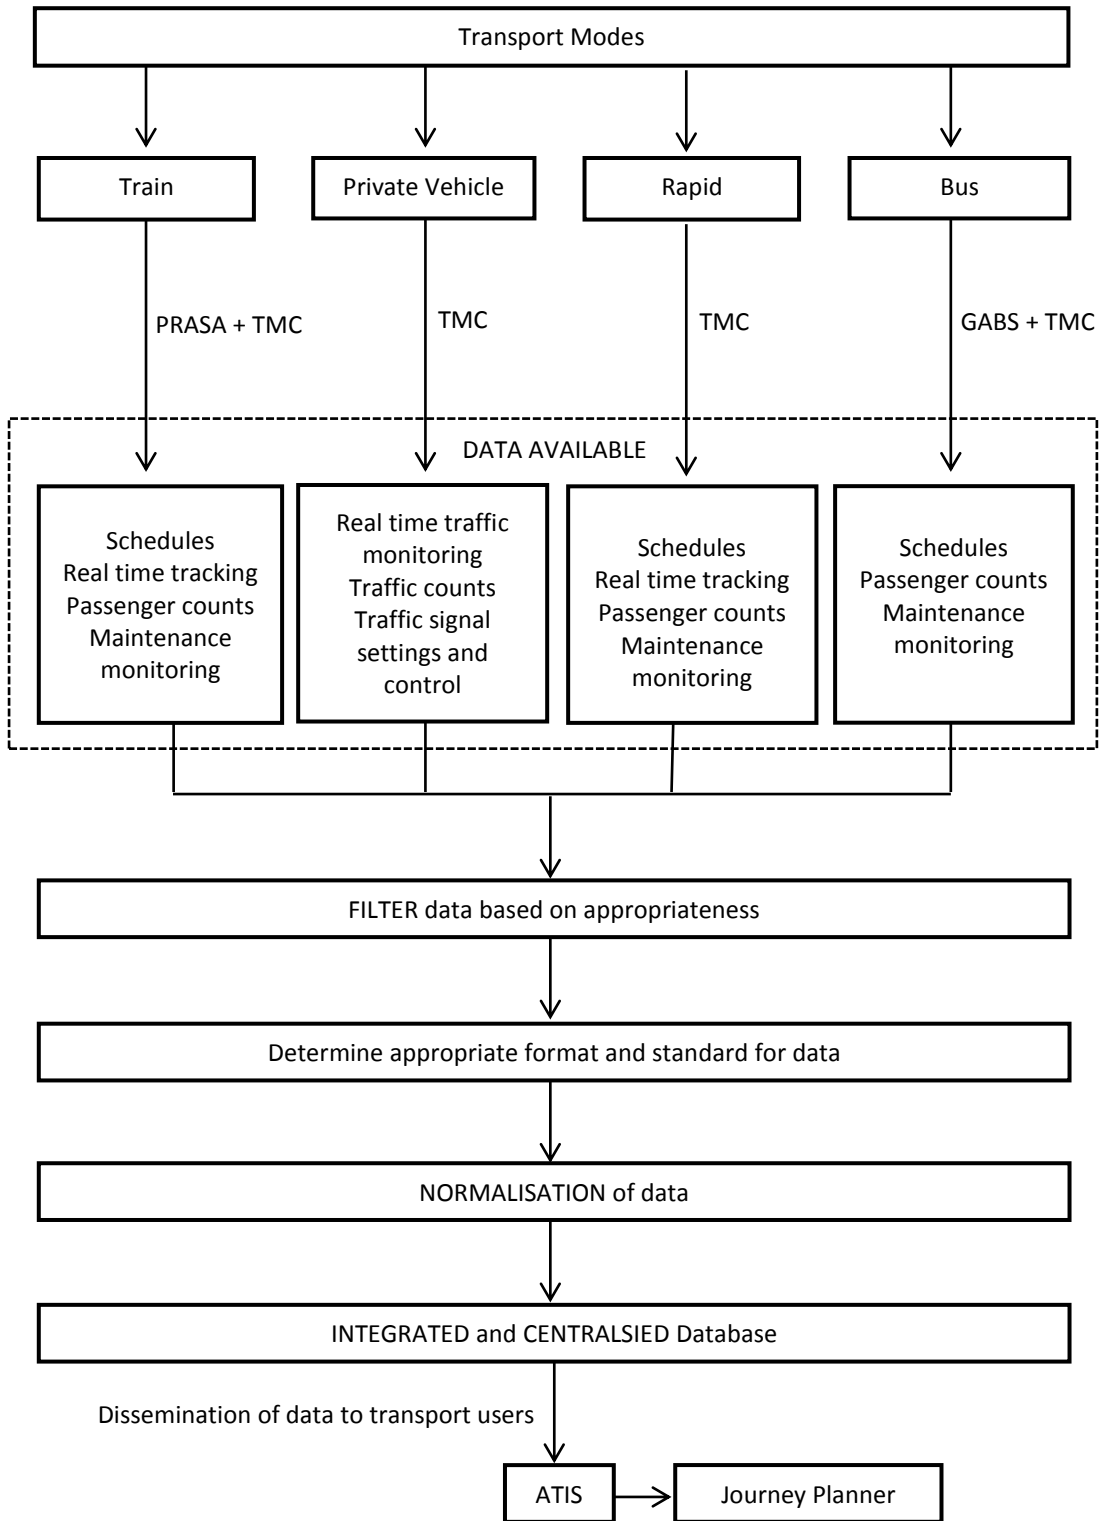 Transport Modes
Train
Private Vehicle
Rapid
Bus
PRASA + TMC
TMC
TMC
GABS + TMC
DATA AVAILABLE
Schedules
Real time tracking
Passenger counts
Maintenance
monitoring
Real time traffic
monitoring
Traffic counts
Traffic signal
settings and
control
Schedules
Real time tracking
Passenger counts
Maintenance
monitoring
Schedules
Passenger counts
Maintenance
monitoring
FILTER data based on appropriateness
Determine appropriate format and standard for data
NORMALISATION of data
INTEGRATED and CENTRALSIED Database
Dissemination of data to transport users
ATIS
Journey Planner